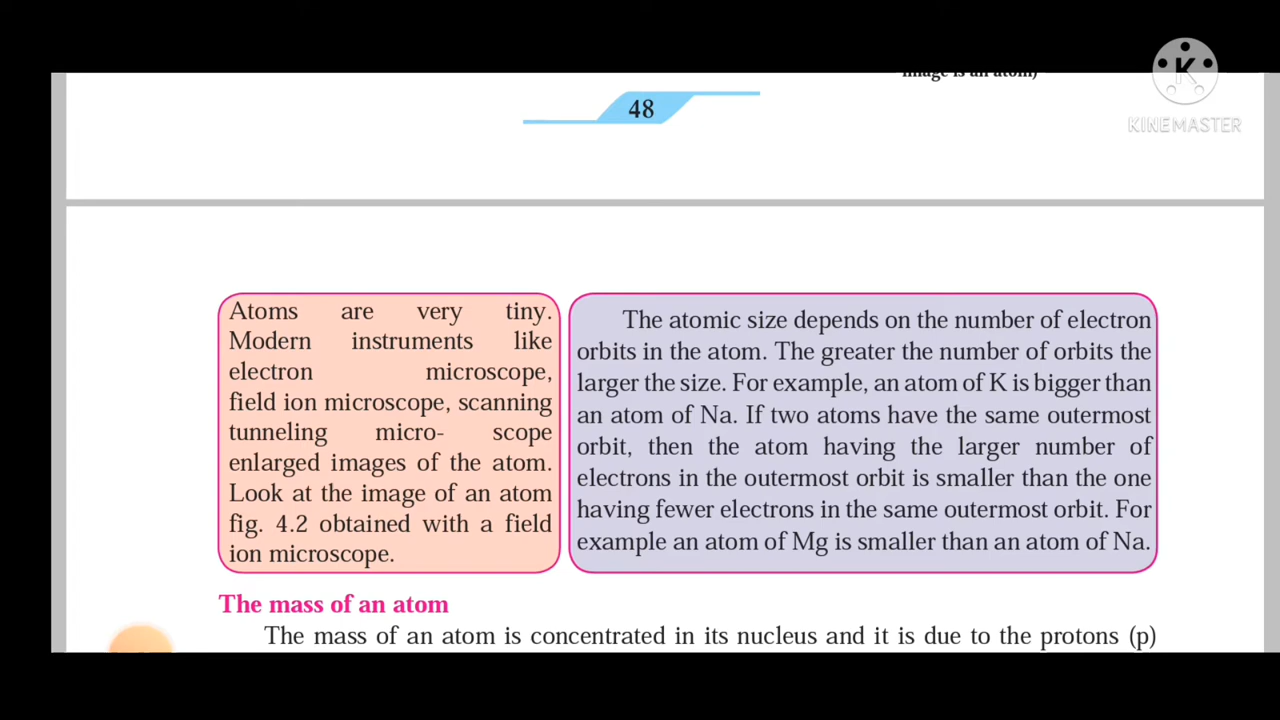 image is an atom)
K
KINEMASTER
48
Atoms are very tiny.
Modern instruments like
electron microscope,
field ion microscope, scanning
tunneling micro- scope
enlarged images of the atom.
Look at the image of an atom
fig. 4.2 obtained with a field
ion microscope.
The atomic size depends on the number of electron
orbits in the atom. The greater the number of orbits the
larger the size. For example, an atom of K is bigger than
an atom of Na. If two atoms have the same outermost
orbit, then the atom having the larger number of
electrons in the outermost orbit is smaller than the one
having fewer electrons in the same outermost orbit. For
example an atom of Mg is smaller than an atom of Na.
The mass of an atom
The mass of an atom is concentrated in its nucleus and it is due to the protons (p)